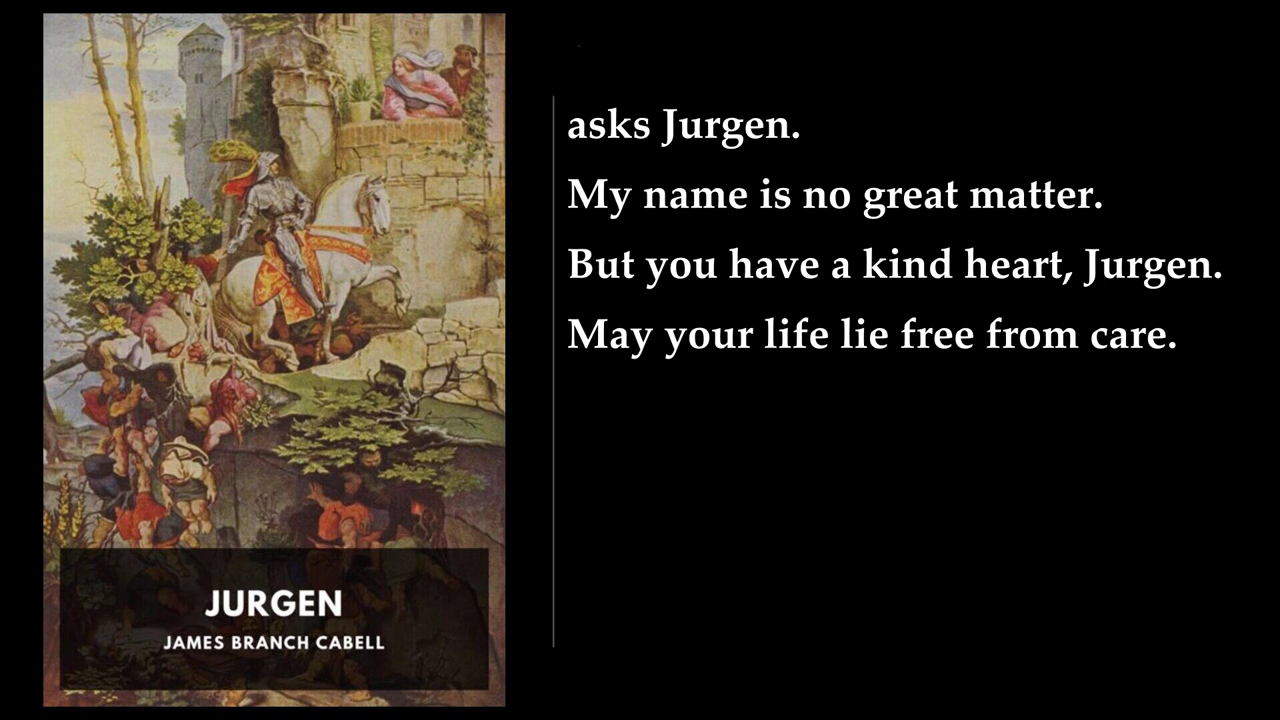 JURGEN
JAMES BRANCH CABELL
asks Jurgen.
My name is no great matter.
But you have a kind heart, Jurgen.
May your life lie free from care.